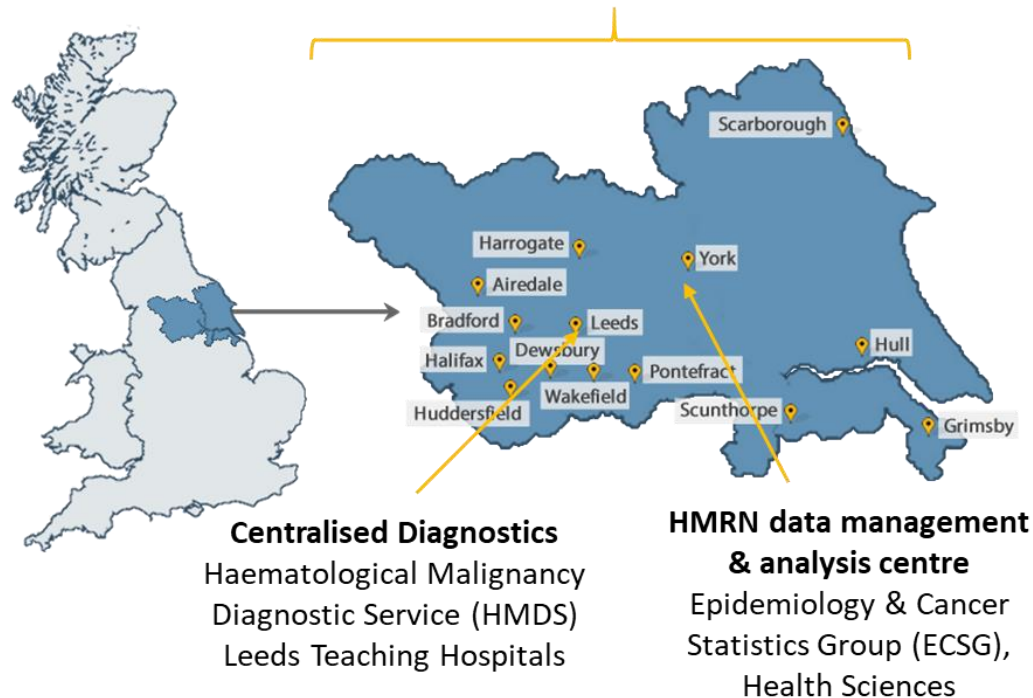 Scarborough
Harrogate
York
Airedale
Bradford
Leeds
Dewsbury
Halifax
Hull
Pontefract
Wakefield
Huddersfield
Scunthorpe
Grimsby
Centralised Diagnostics
Haematological Malignancy
Diagnostic Service (HMDS)
Leeds Teaching Hospitals
HMRN data management
& analysis centre
Epidemiology & Cancer
Statistics Group (ECSG),
Health Sciences